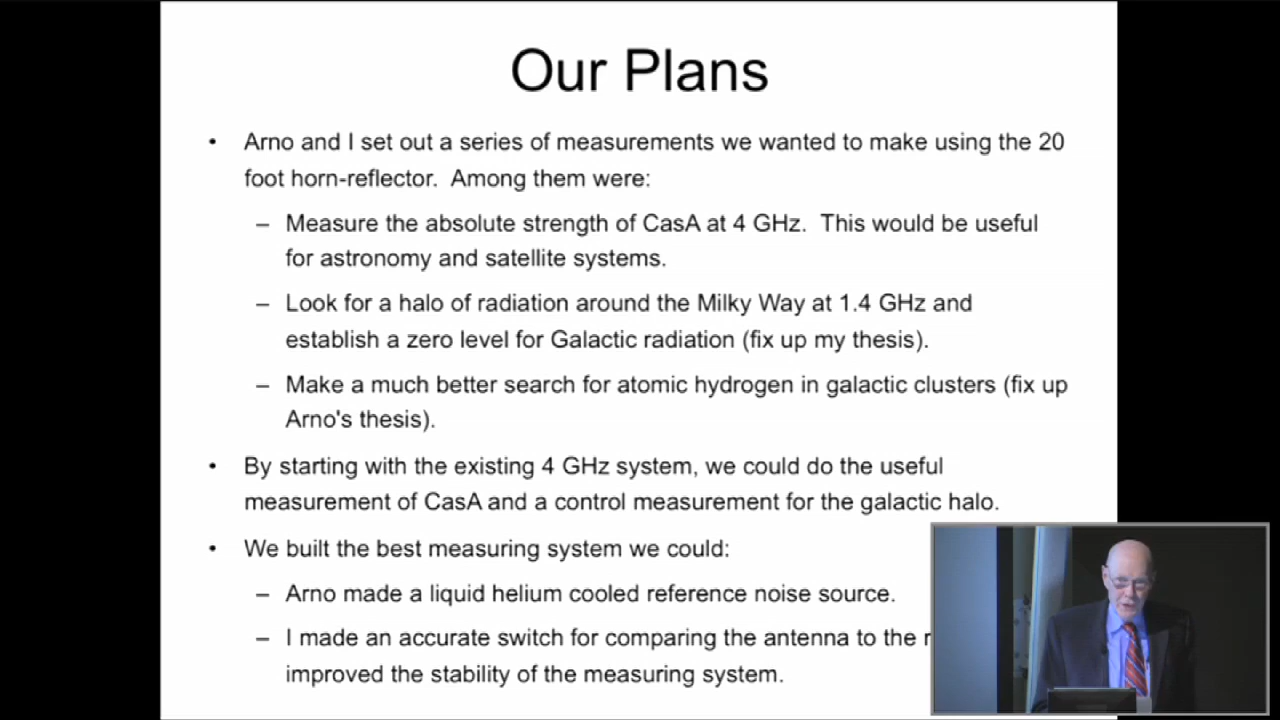 Our Plans
• Arno and I set out a series of measurements we wanted to make using the 20
foot horn-reflector.  Among them were:
– Measure the absolute strength of CasA at 4 GHz.  This would be useful
for astronomy and satellite systems.
– Look for a halo of radiation around the Milky Way at 1.4 GHz and
establish a zero level for Galactic radiation (fix up my thesis).
– Make a much better search for atomic hydrogen in galactic clusters (fix up
Arno's thesis).
• By starting with the existing 4 GHz system, we could do the useful
measurement of CasA and a control measurement for the galactic halo.
• We built the best measuring system we could:
– Arno made a liquid helium cooled reference noise source.
– I made an accurate switch for comparing the antenna to the
improved the stability of the measuring system.